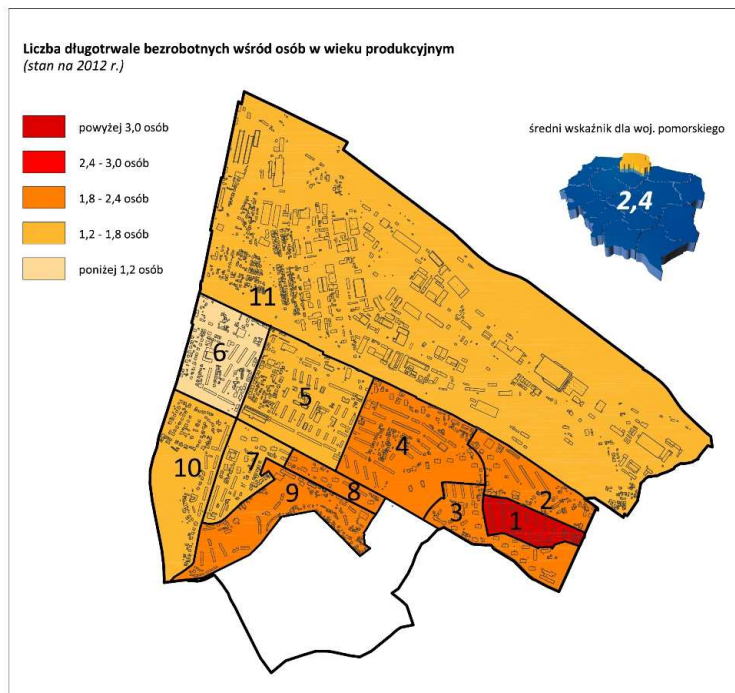 Liczba długotrwale bezrobotnych wśród osób w wieku produkcyjnym
(stan na 2012 r.)
powyżej 3,0 osób
2,4 - 3,0 osób
1,8 - 2,4 osób
1,2 - 1,8 osób
poniżej 1,2 osób
średni wskaźnik dla woj. pomorskiego
2,4
11
6
5
4
10
7
9
8
3
2
1